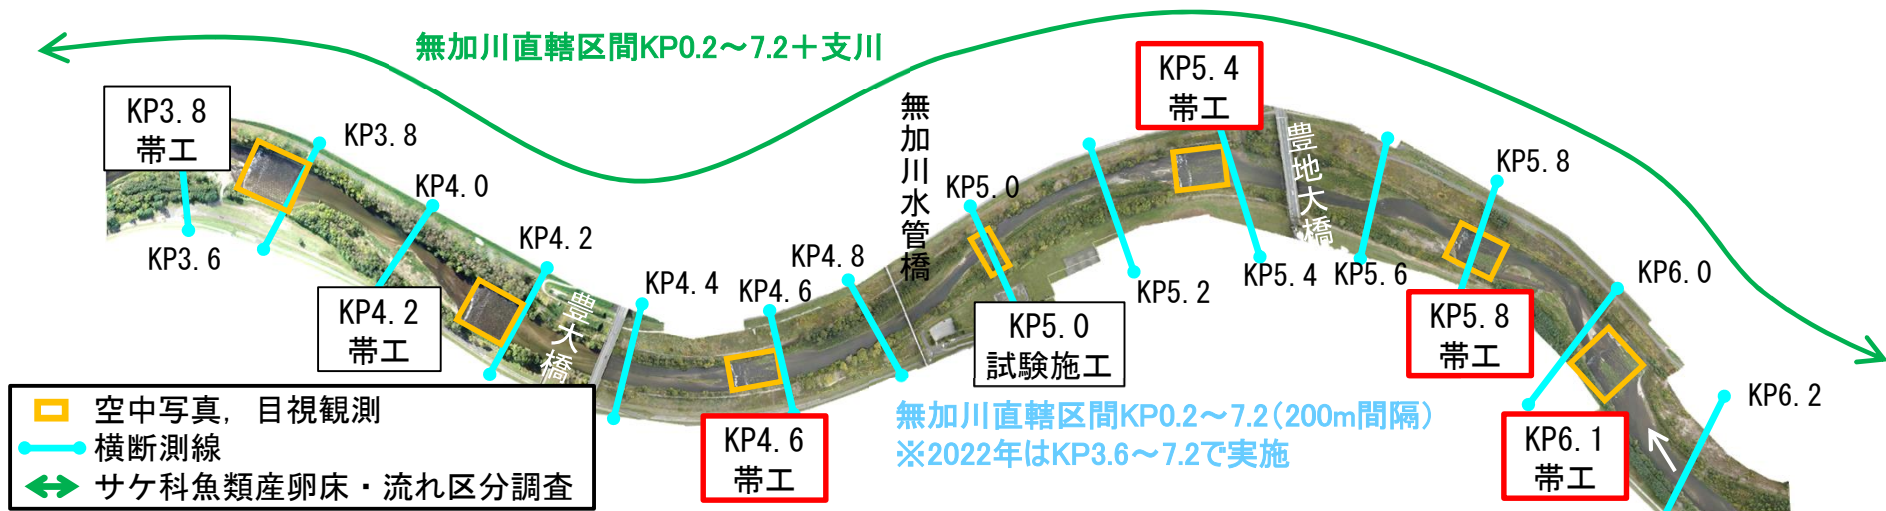 無加川直轄区間KP0.2～7.2＋支川
KP3.8
帯工
KP3.6
KP3.8
KP4.0
KP4.2
帯工
KP4.2
豊大橋
KP4.4
KP4.6
KP4.6
帯工
KP4.8
無加川水管橋
KP5.0
KP5.0
試験施工
KP5.2
KP5.4
帯工
KP5.4
豊地大橋
KP5.6
KP5.8
KP5.8
帯工
KP6.0
KP6.1
帯工
KP6.2
無加川直轄区間KP0.2～7.2(200m間隔)
※2022年はKP3.6～7.2で実施
空中写真，目視観測
横断測線
サケ科魚類産卵床・流れ区分調査